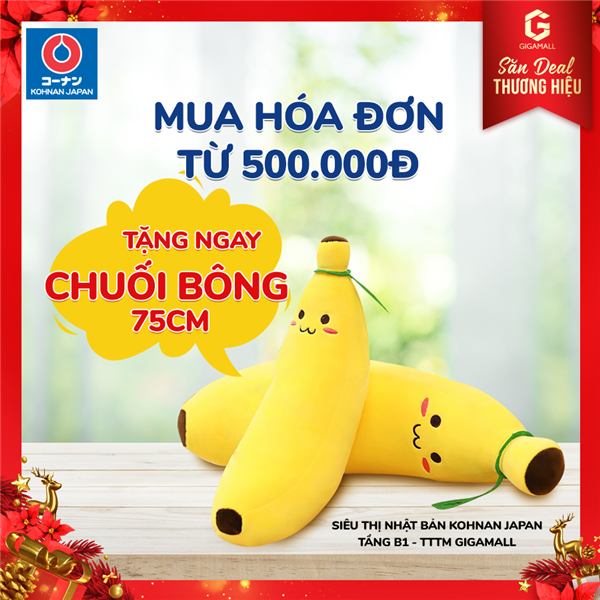 コーナン
KOHNAN JAPAN
GIGAMALL
Săn Deal
THƯƠNG HIỆU
MUA HÓA ĐƠN
TỪ 500.000Đ
TẶNG NGAY
CHUỐI BÔNG
75CM
SIÊU THỊ NHẬT BẢN KOHNAN JAPAN
TẦNG B1 - TTTM GIGAMALL